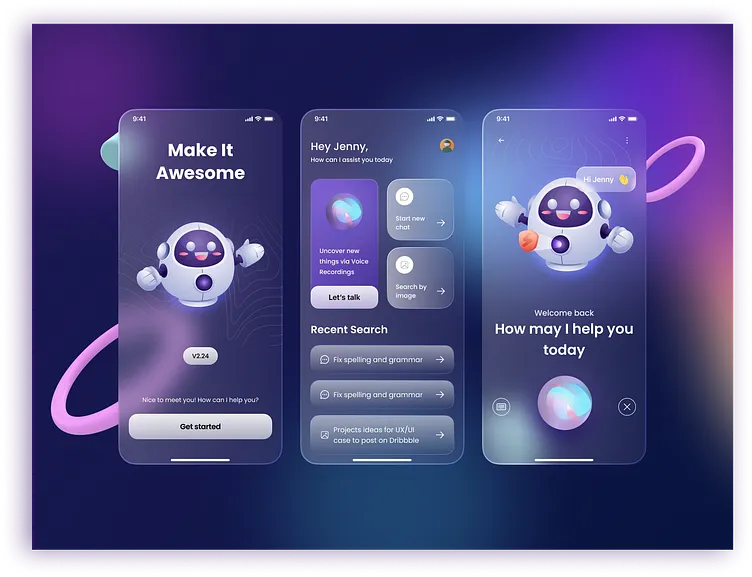 9:41
Make It
Awesome
V2.24
Nice to meet you! How can I help you?
Get started
9:41
Hey Jenny,
How can I assist you today
Uncover new
things via Voice
Recordings
Let's talk
Start new
chat
Search by
image
Recent Search
Fix spelling and grammar
Fix spelling and grammar
Projects ideas for UX/UI
case to post on Dribbble
9:41
Hi Jenny 👋
Welcome back
How may I help you
today